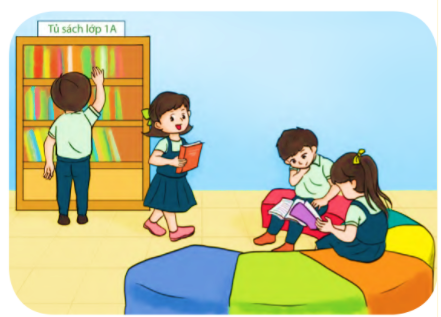 Tủ sách lớp 1A